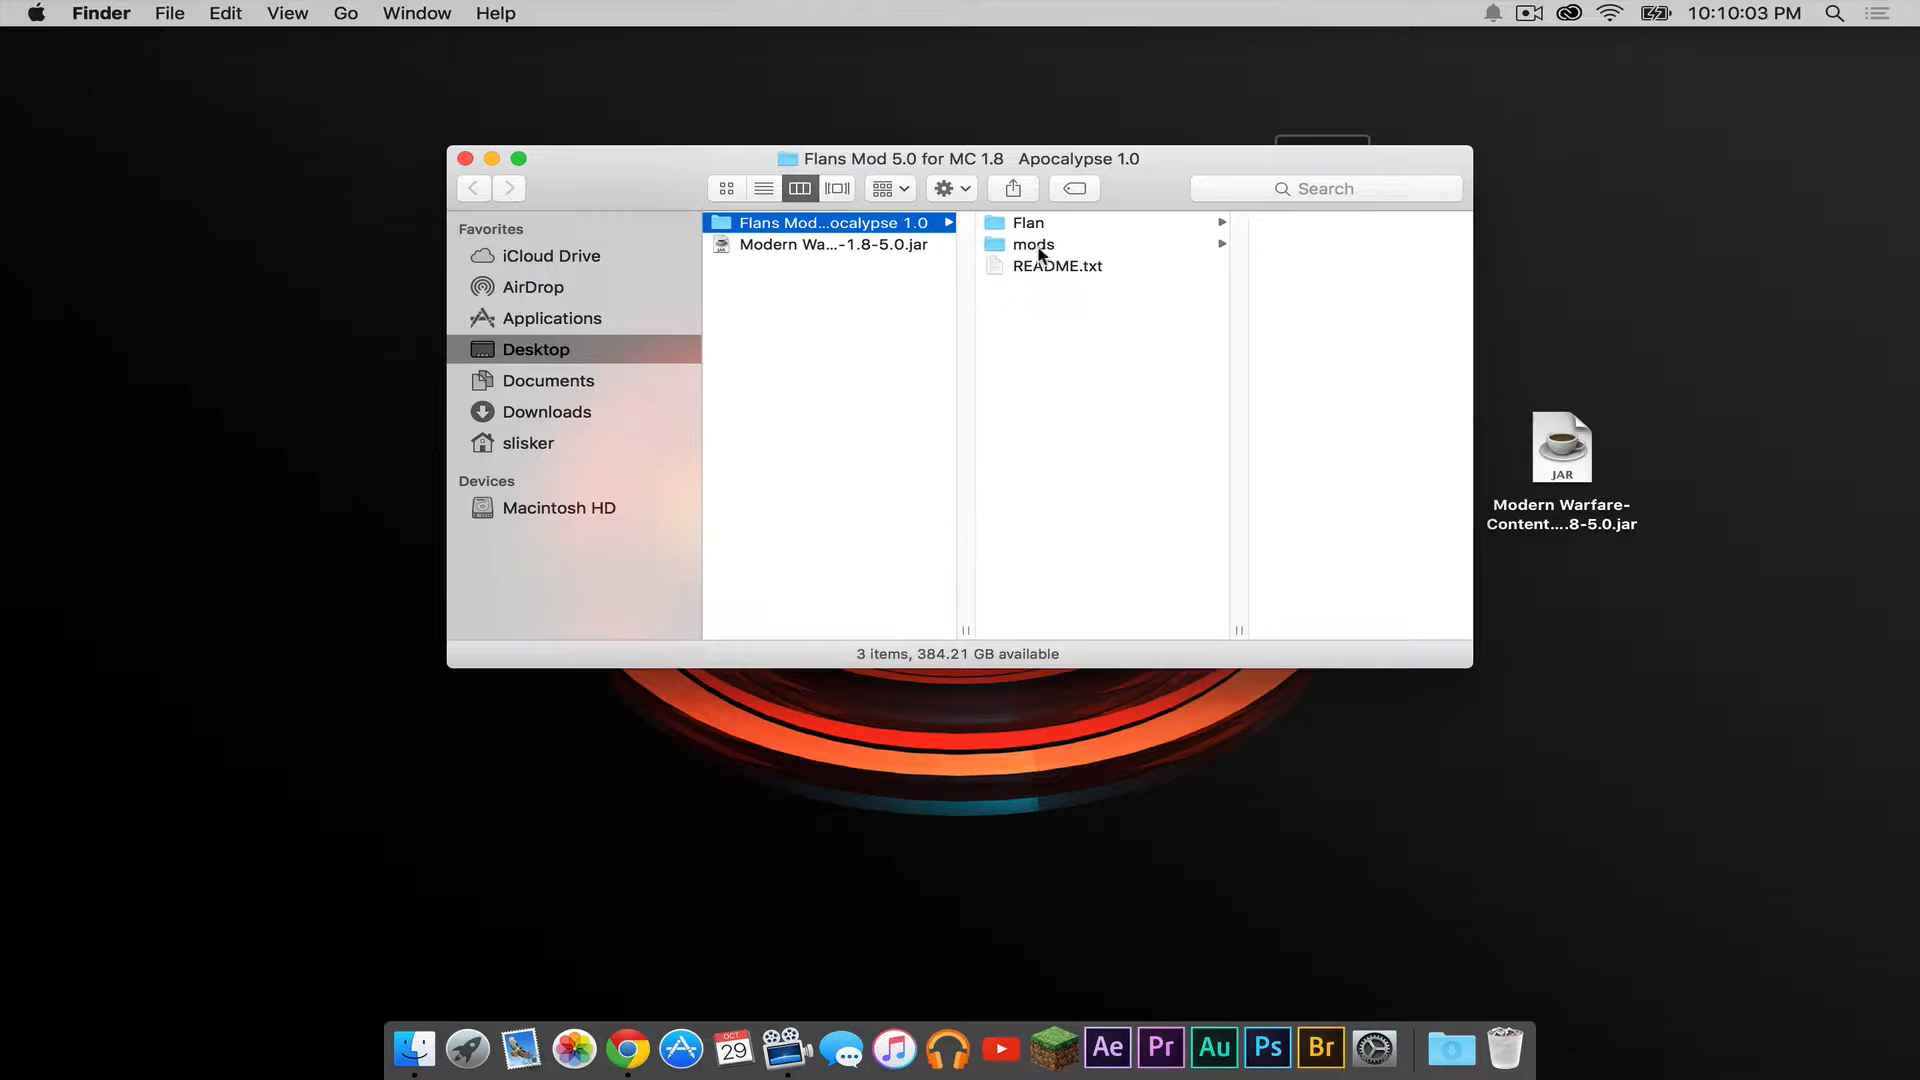 Finder File Edit View Go Window Help 10:10:03 PM
Flans Mod 5.0 for MC 1.8 Apocalypse 1.0
Search
Favorites
iCloud Drive
AirDrop
Applications
Desktop
Documents
Downloads
slisker
Devices
Macintosh HD
Flans Mod...ocalypse 1.0
Modern Wa...-1.8-5.0.jar
Flan
mods
README.txt
3 items, 384.21 GB available
JAR
Modern Warfare-
Content....8-5.0.jar
OCT
29
Ae Pr Au Ps Br